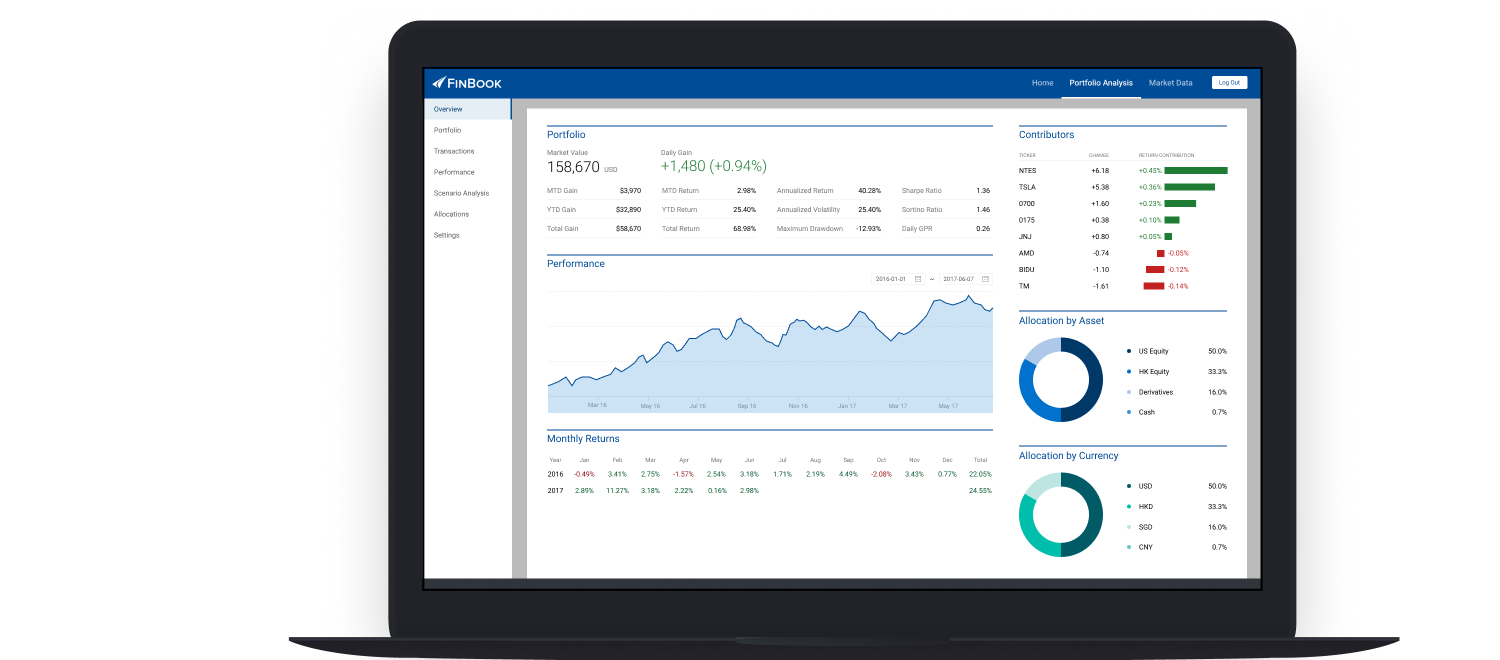 FINBOOK
Home Portfolio Analysis Market Data Log Out
Overview
Portfolio
Transactions
Performance
Scenario Analysis
Allocations
Settings
Portfolio
Market Value Daily Gain
158,670 USD +1,480 (+0.94%)
MTD Gain $3,970 MTD Return 2.98% Annualized Return 40.28% Sharpe Ratio 1.36
YTD Gain $32,890 YTD Return 25.40% Annualized Volatility 25.40% Sortino Ratio 1.46
Total Gain $58,670 Total Return 68.98% Maximum Drawdown -12.93% Daily GPR 0.26
Performance
2016-01-01 ~ 2017-06-07
Mar 16 May 16 Jul 16 Sep 16 Nov 16 Jan 17 Mar 17 May 17
Monthly Returns
Year Jan Feb Mar Apr May Jun Jul Aug Sep Oct Nov Dec Total
2016 -0.49% 3.41% 2.75% -1.57% 2.54% 3.18% 1.71% 2.19% 4.49% -2.08% 3.43% 0.77% 22.05%
2017 2.89% 11.27% 3.18% 2.22% 0.16% 2.98% 24.55%
Contributors
TICKER CHANGE RETURN CONTRIBUTION
NTES +6.18 +0.45%
TSLA +5.38 +0.36%
0700 +1.60 +0.23%
0175 +0.38 +0.10%
JNJ +0.80 +0.05%
AMD -0.74 -0.05%
BIDU -1.10 -0.12%
TM -1.61 -0.14%
Allocation by Asset
US Equity 50.0%
HK Equity 33.3%
Derivatives 16.0%
Cash 0.7%
Allocation by Currency
USD 50.0%
HKD 33.3%
SGD 16.0%
CNY 0.7%